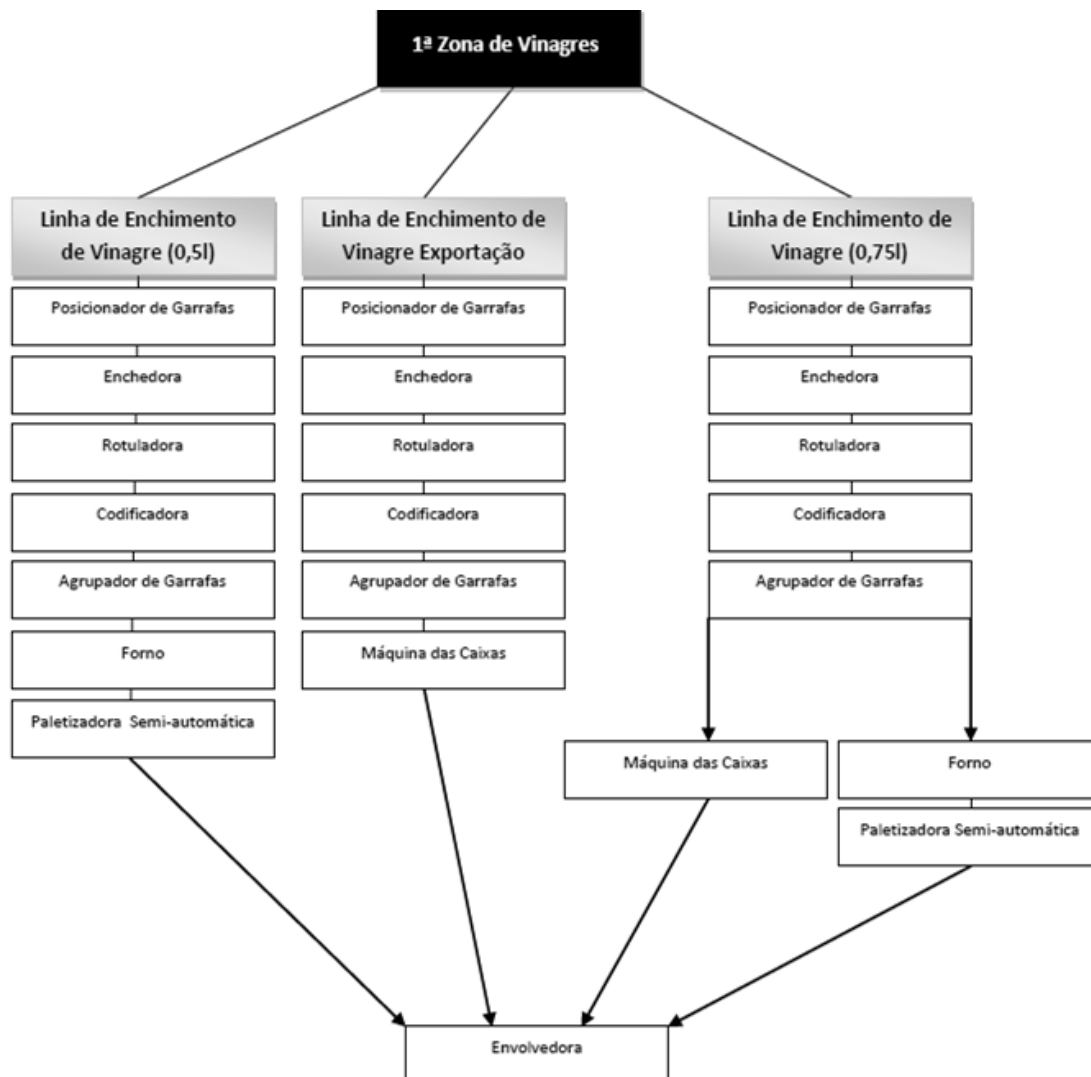 1ª Zona de Vinagres
Linha de Enchimento
de Vinagre (0,5l)
Posicionador de Garrafas
Enchedora
Rotuladora
Codificadora
Agrupador de Garrafas
Forno
Paletizadora Semi-automática
Linha de Enchimento de
Vinagre Exportação
Posicionador de Garrafas
Enchedora
Rotuladora
Codificadora
Agrupador de Garrafas
Máquina das Caixas
Linha de Enchimento de
Vinagre (0,75l)
Posicionador de Garrafas
Enchedora
Rotuladora
Codificadora
Agrupador de Garrafas
Máquina das Caixas
Forno
Paletizadora Semi-automática
Envolvedora